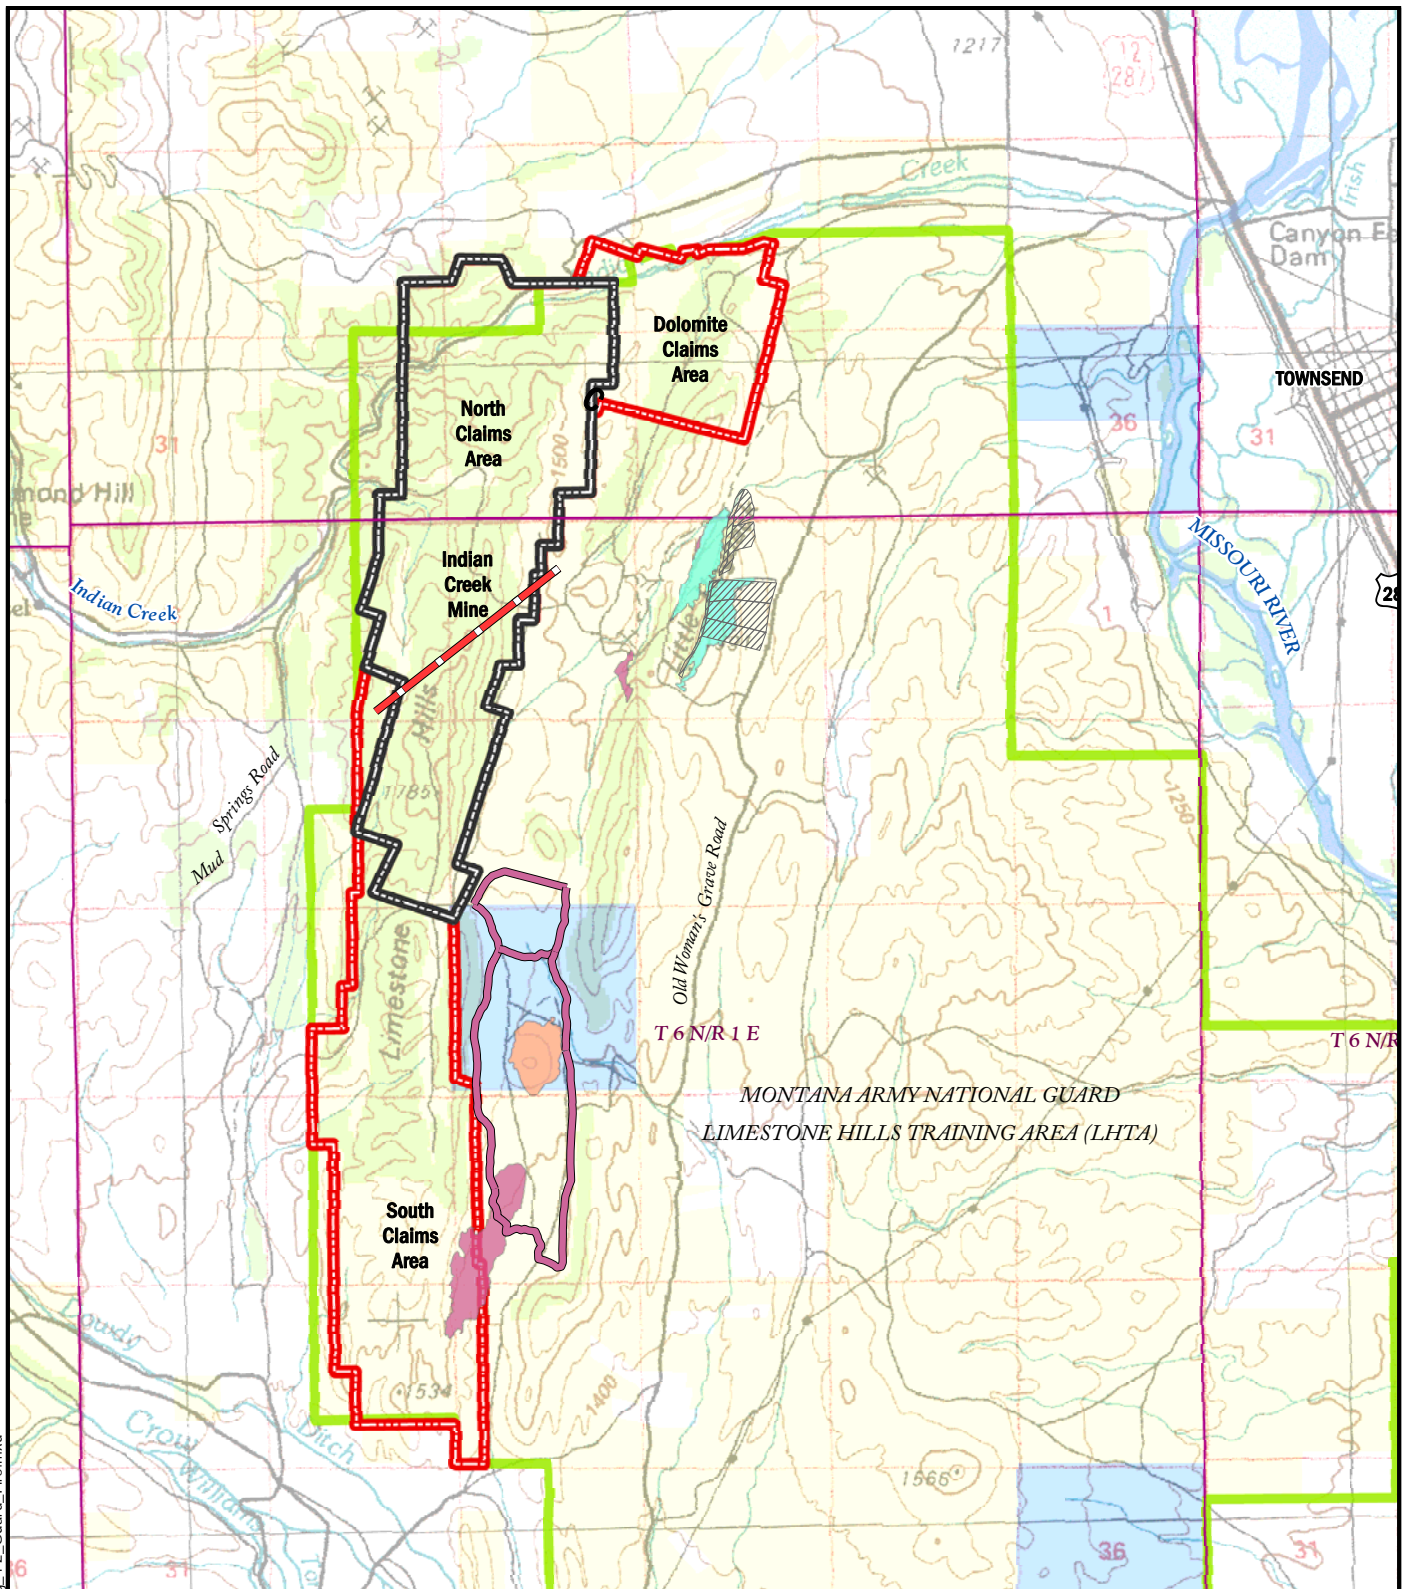 1217
12
287
Creek
Irish
Canyon Fe
Dam
Dolomite
Claims
Area
TOWNSEND
North
Claims
Area
1500
36
31
31
mond Hill
Indian
Creek
Mine
28
MISSOURI RIVER
Indian Creek
1
Little
Hills
1785
Springs Road
Mud
1250
Old Woman's Grave Road
Limestone
T 6 N/R 1 E
T 6 N/R
MONTANA ARMY NATIONAL GUARD
LIMESTONE HILLS TRAINING AREA (LHTA)
South
Claims
Area
1534
1400
Crow
Ditch
Williams
1566
36
31
36
31